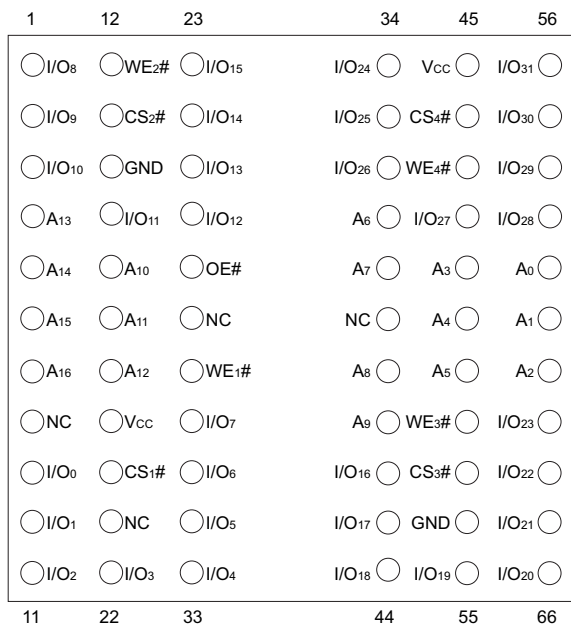 1 12 23 34 45 56
I/O8 WE2# I/O15 I/O24 VCC I/O31
I/O9 CS2# I/O14 I/O25 CS4# I/O30
I/O10 GND I/O13 I/O26 WE4# I/O29
A13 I/O11 I/O12 A6 I/O27 I/O28
A14 A10 OE# A7 A3 A0
A15 A11 NC NC A4 A1
A16 A12 WE1# A8 A5 A2
NC VCC I/O7 A9 WE3# I/O23
I/O0 CS1# I/O6 I/O16 CS3# I/O22
I/O1 NC I/O5 I/O17 GND I/O21
I/O2 I/O3 I/O4 I/O18 I/O19 I/O20
11 22 33 44 55 66